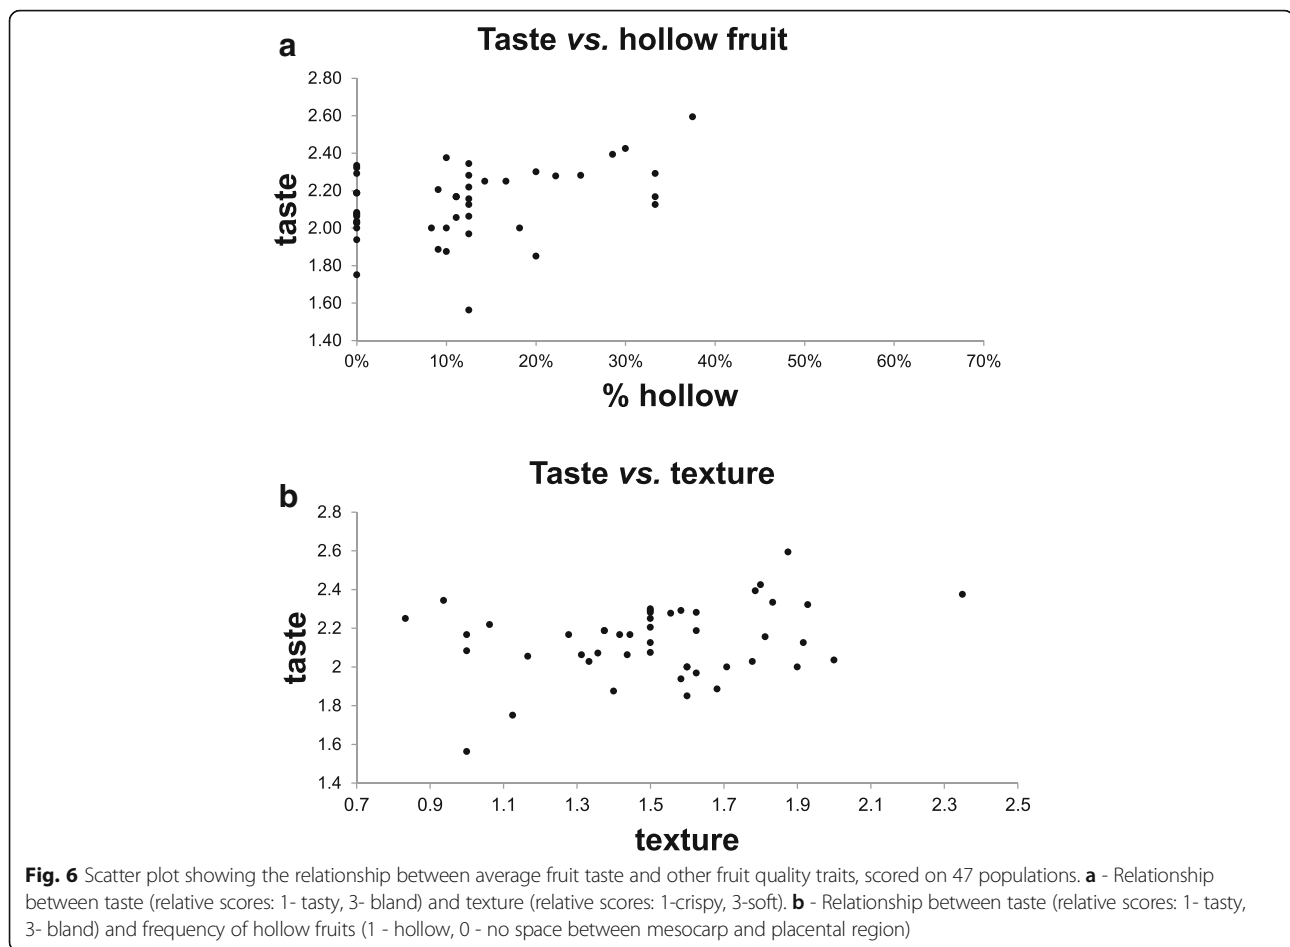 a
Taste vs. hollow fruit
2.80
2.60
2.40
2.20
2.00
1.80
1.60
1.40
taste
0% 10% 20% 30% 40% 50% 60% 70%
% hollow
b
Taste vs. texture
2.8
2.6
2.4
2.2
2
1.8
1.6
1.4
taste
0.7 0.9 1.1 1.3 1.5 1.7 1.9 2.1 2.3 2.5
texture
Fig. 6 Scatter plot showing the relationship between average fruit taste and other fruit quality traits, scored on 47 populations. a - Relationship
between taste (relative scores: 1- tasty, 3- bland) and texture (relative scores: 1-crispy, 3-soft). b - Relationship between taste (relative scores: 1- tasty,
3- bland) and frequency of hollow fruits (1 - hollow, 0 - no space between mesocarp and placental region)